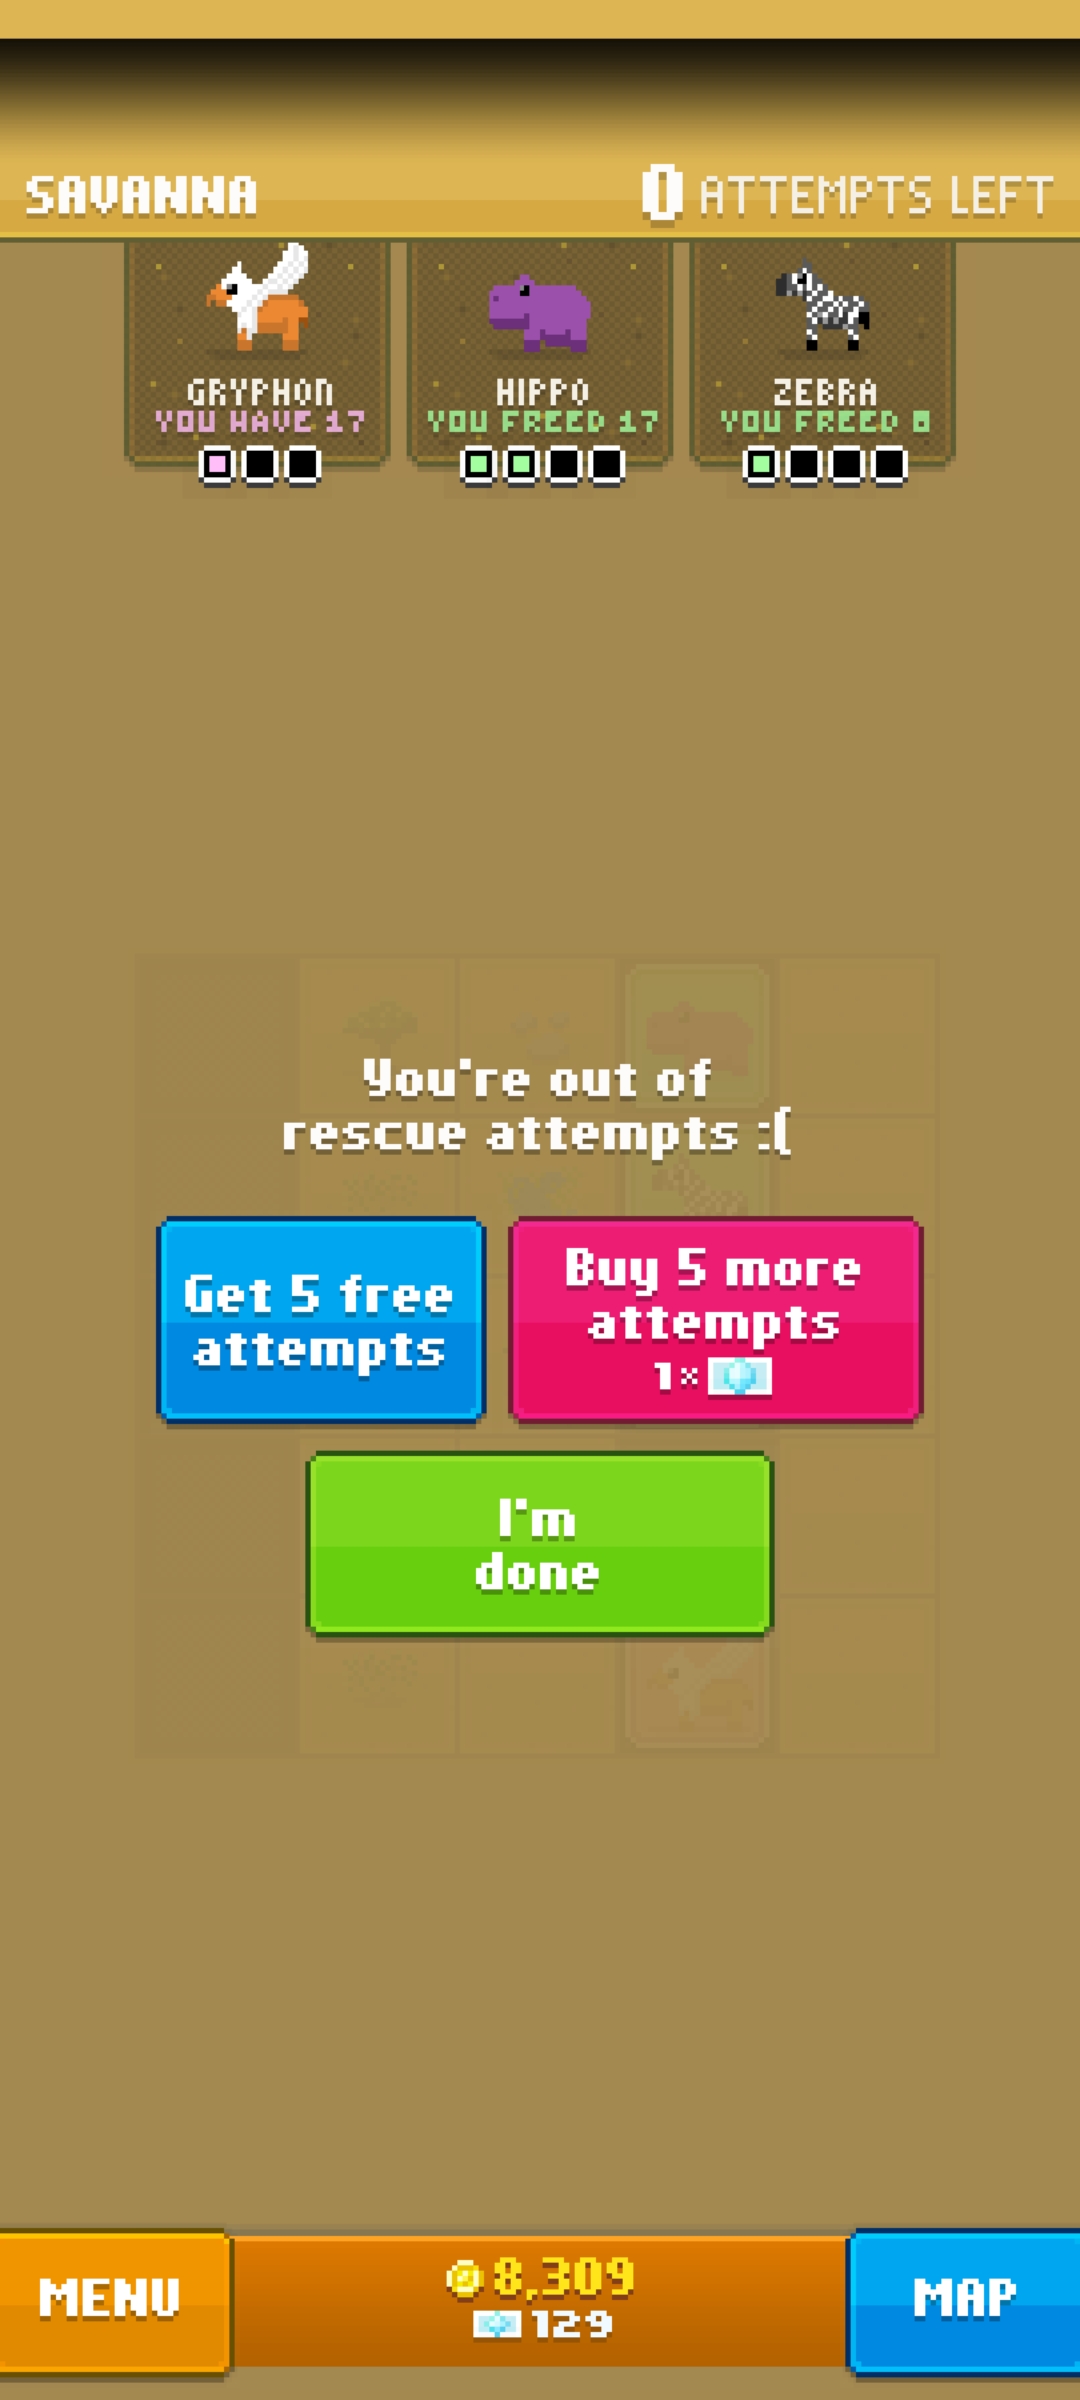 SAVANNA
0 ATTEMPTS LEFT
GRYPHON
YOU HAVE 17
HIPPO
YOU FREED 17
ZEBRA
YOU FREED 8
You're out of
rescue attempts :(
Get 5 free
attempts
Buy 5 more
attempts
1×
I'm
done
MENU
8,309
129
MAP